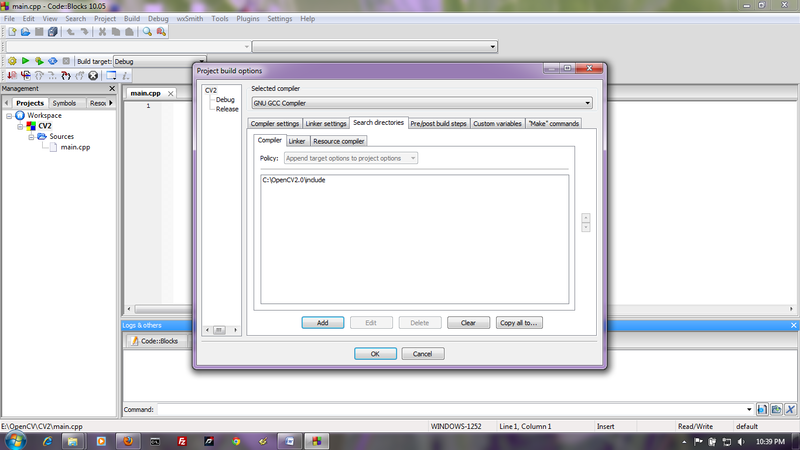 main.cpp - Code::Blocks 10.05
File Edit View Search Project Build Debug wxSmith Tools Plugins Settings Help
Build target: Debug
Management
Projects Symbols Resou
Workspace
CV2
Sources
main.cpp
main.cpp
1
Project build options
CV2
Debug
Release
Selected compiler
GNU GCC Compiler
Compiler settings Linker settings Search directories Pre/post build steps Custom variables "Make" commands
Compiler Linker Resource compiler
Policy: Append target options to project options
C:\OpenCV2.0\include
Add Edit Delete Clear Copy all to...
OK Cancel
Logs & others
Code::Blocks
Command:
E:\OpenCV\CV2\main.cpp WINDOWS-1252 Line 1, Column 1 Insert Read/Write default
10:39 PM